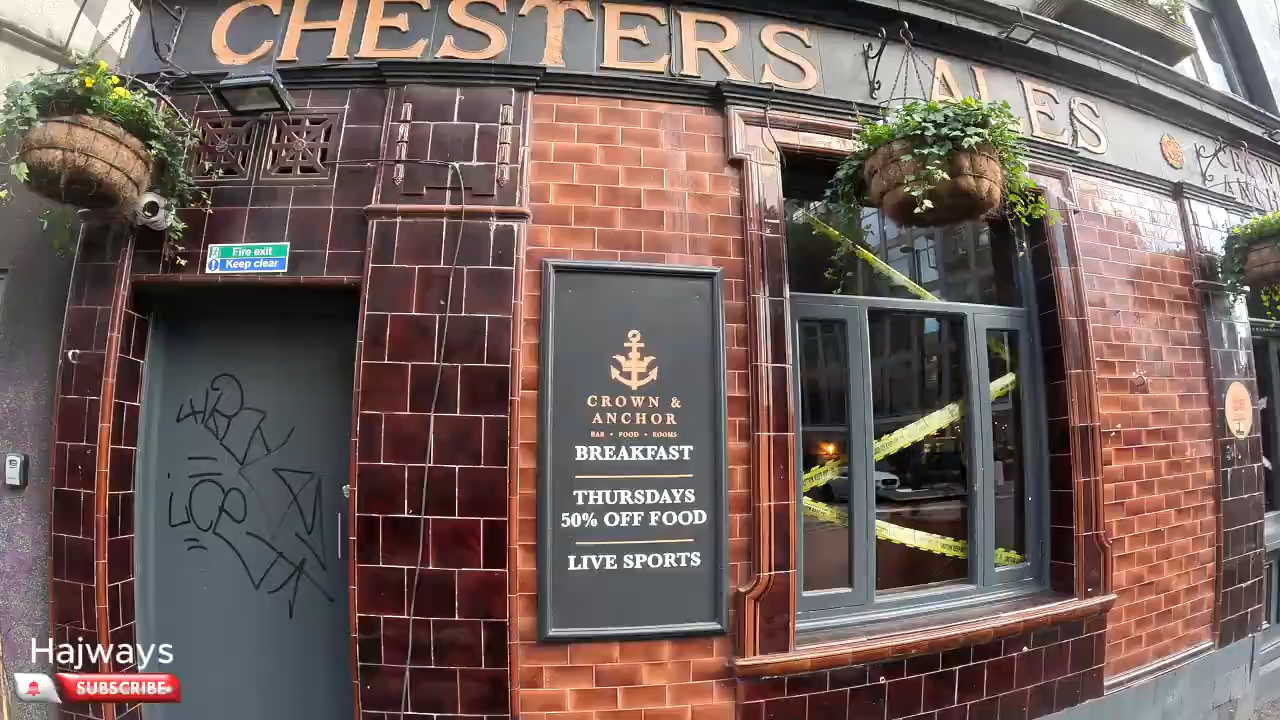 CHESTERS ALES
Fire exit
Keep clear
CROWN &
ANCHOR
BAR • FOOD • ROOMS
BREAKFAST
THURSDAYS
50% OFF FOOD
LIVE SPORTS
Hajways
SUBSCRIBE